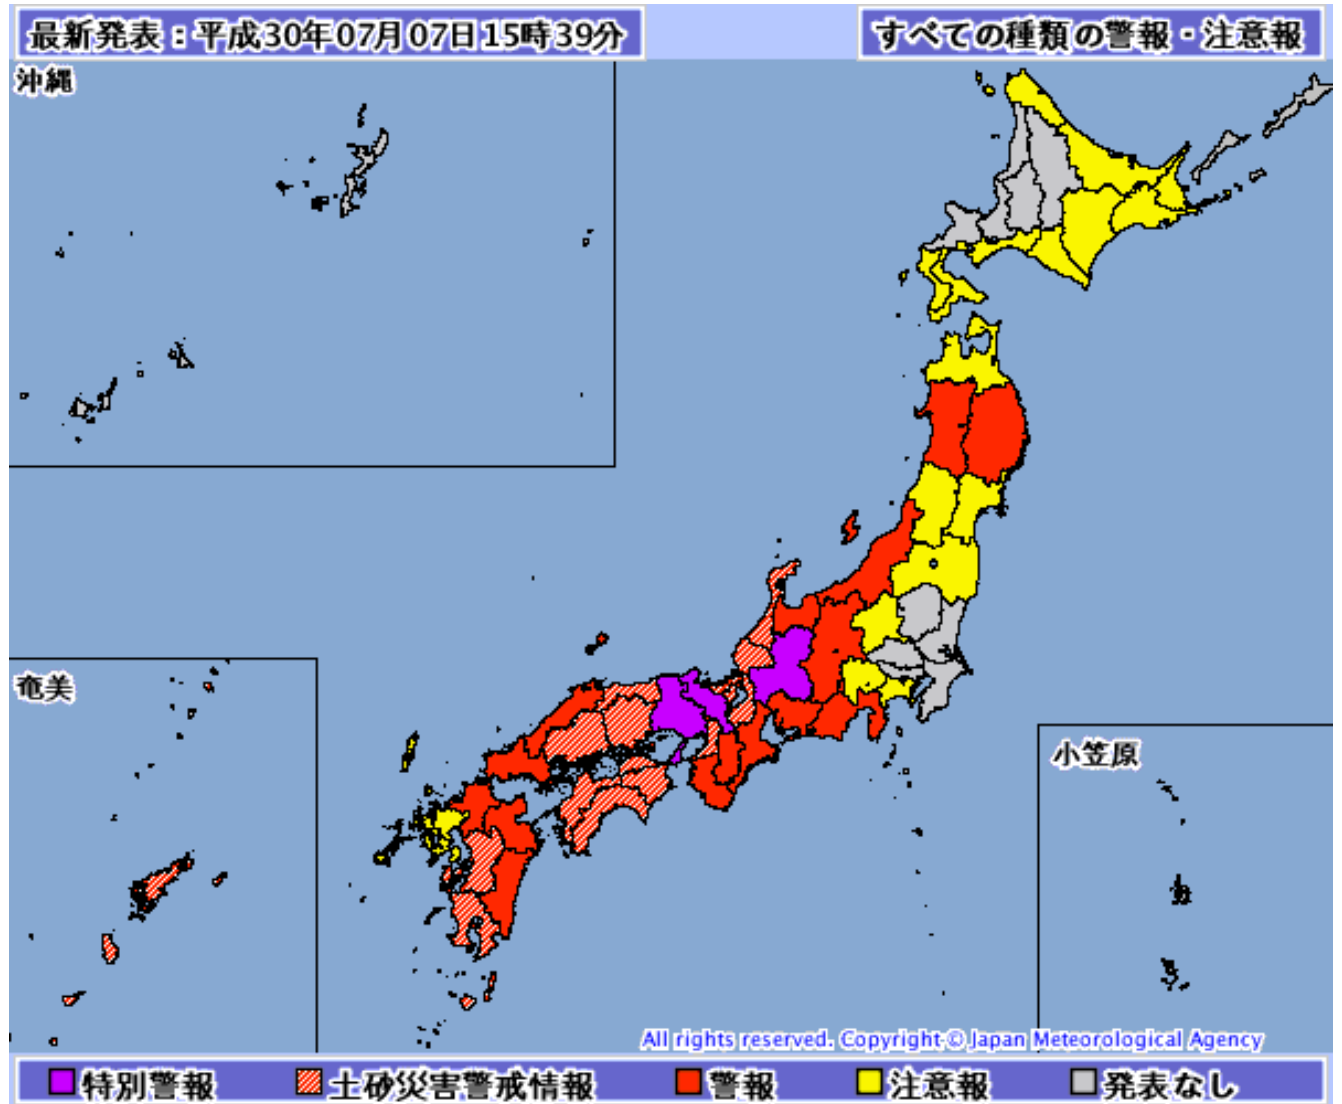 最新発表：平成30年07月07日15時39分
すべての種類の警報・注意報
沖縄
奄美
小笠原
All rights reserved. Copyright © Japan Meteorological Agency
特別警報
土砂災害警戒情報
警報
注意報
発表なし